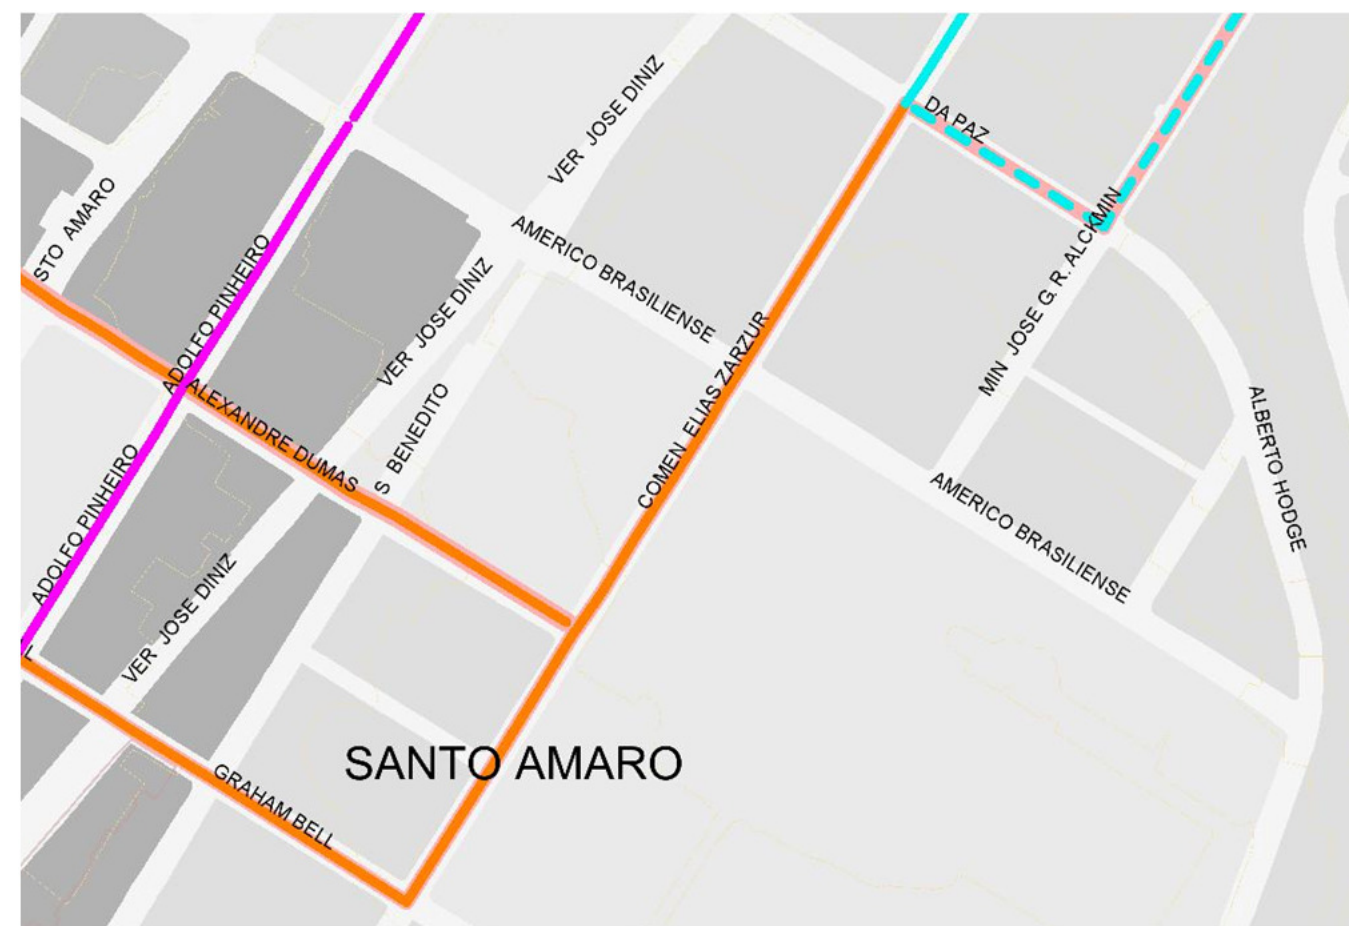 VER JOSE DINIZ
DA PAZ
STO AMARO
ADOLFO PINHEIRO
AMERICO BRASILIENSE
MIN JOSE G. R. ALCKMIN
VER JOSE DINIZ
COMEN ELIAS ZARZUR
ALEXANDRE DUMAS
S BENEDITO
ALBERTO HODGE
ADOLFO PINHEIRO
AMERICO BRASILIENSE
VER JOSE DINIZ
SANTO AMARO
GRAHAM BELL